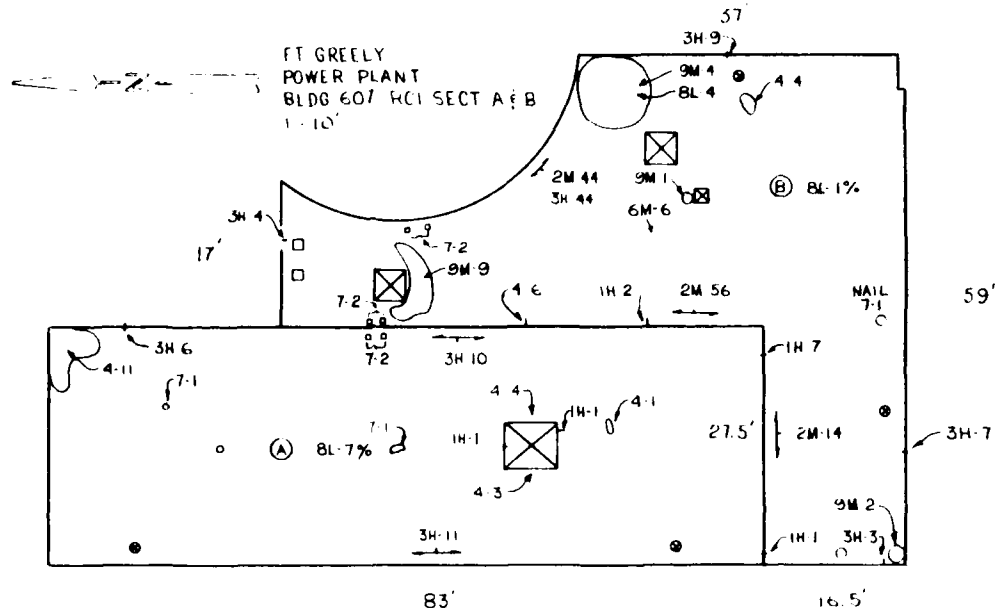 57'
3H-9
FT GREELY
POWER PLANT
BLDG 607 RCI SECT A & B
1"=10'
9M-4
8L-4
4-4
2M 44
3H 44
9M-1
B 8L-1%
6M-6
3H 4
17'
7-2
9M-9
7-2
4-6
1H 2
2M 56
NAIL
7-1
59'
3H-6
7-2
3H 10
1H-7
4-11
7-1
4-4
1H-1
4-1
A 8L-7%
7-1
1H-1
27.5'
2M-14
3H-7
4-3
9M 2
3H-11
1H-1
3H-3
83'
16.5'